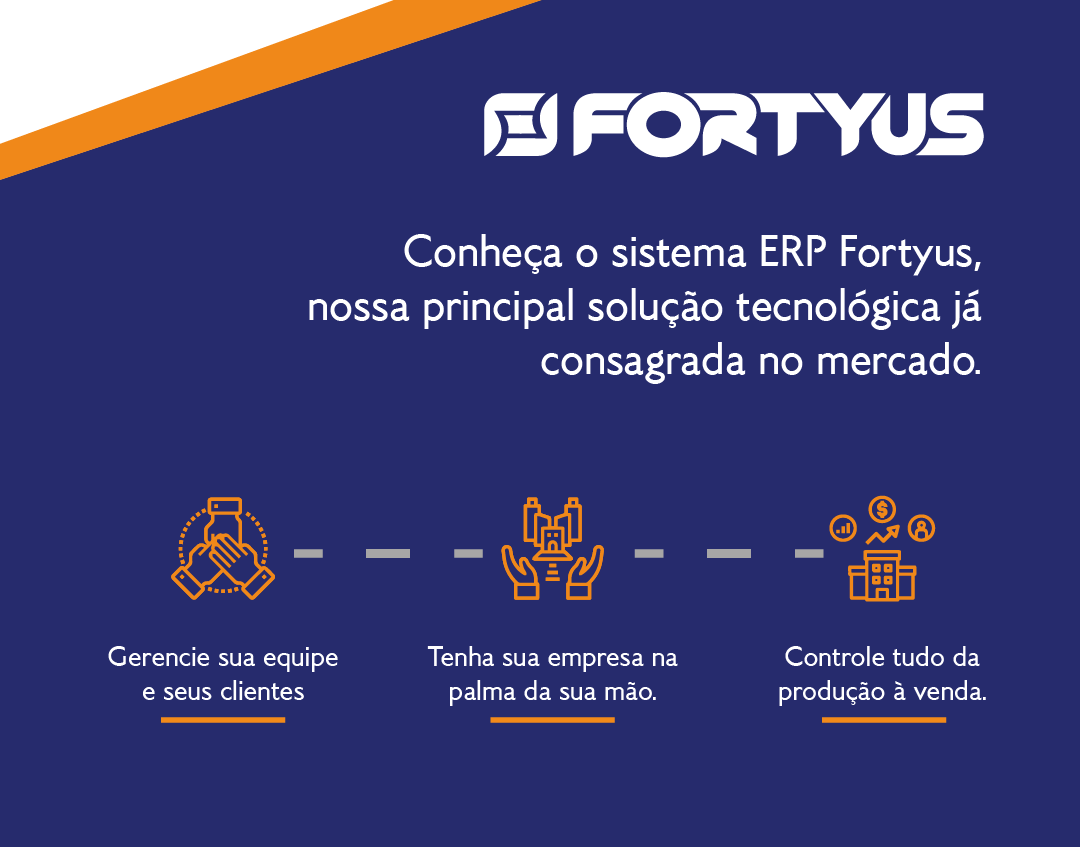 FORTYUS
Conheça o sistema ERP Fortyus,
nossa principal solução tecnológica já
consagrada no mercado.
Gerencie sua equipe
e seus clientes
Tenha sua empresa na
palma da sua mão.
Controle tudo da
produção à venda.